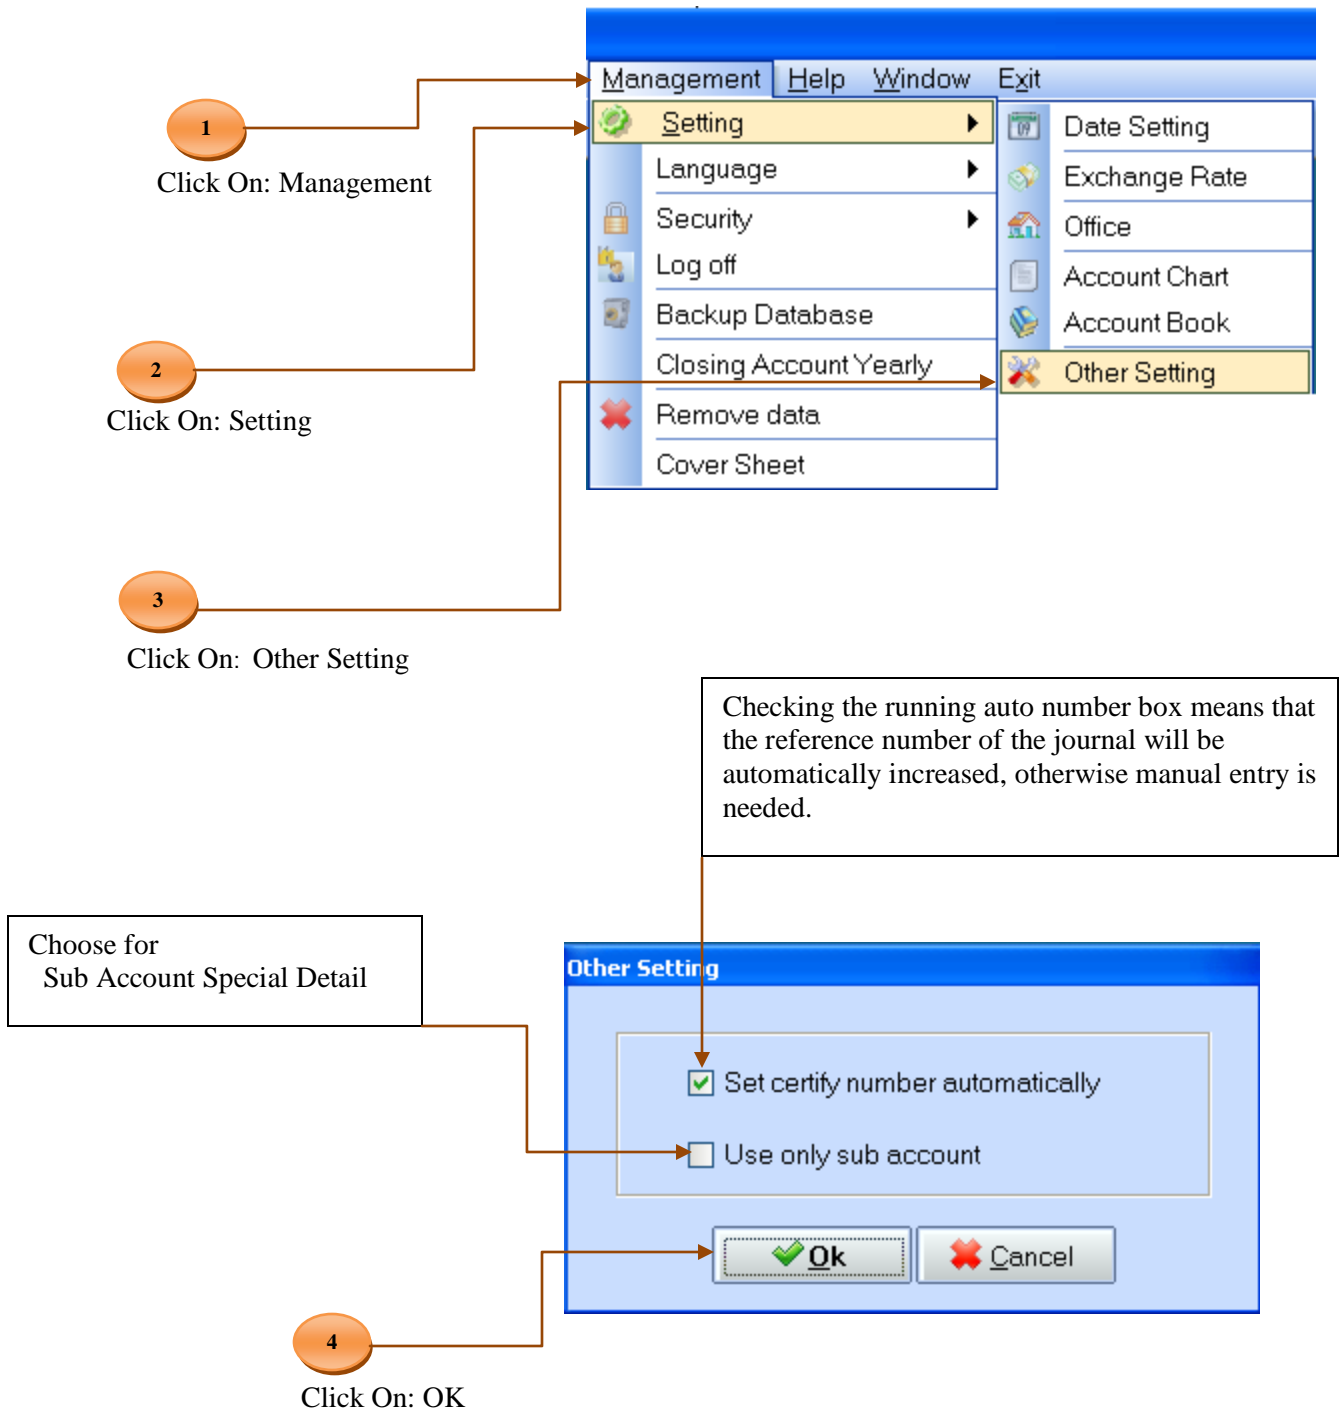 Management Help Window Exit
1
Setting
Date Setting
Click On: Management
Language
Exchange Rate
Security
Office
Log off
Account Chart
Backup Database
Account Book
2
Closing Account Yearly
Other Setting
Click On: Setting
Remove data
Cover Sheet
3
Click On: Other Setting
Checking the running auto number box means that
the reference number of the journal will be
automatically increased, otherwise manual entry is
needed.
Choose for
Sub Account Special Detail
Other Setting
Set certify number automatically
Use only sub account
Ok Cancel
4
Click On: OK